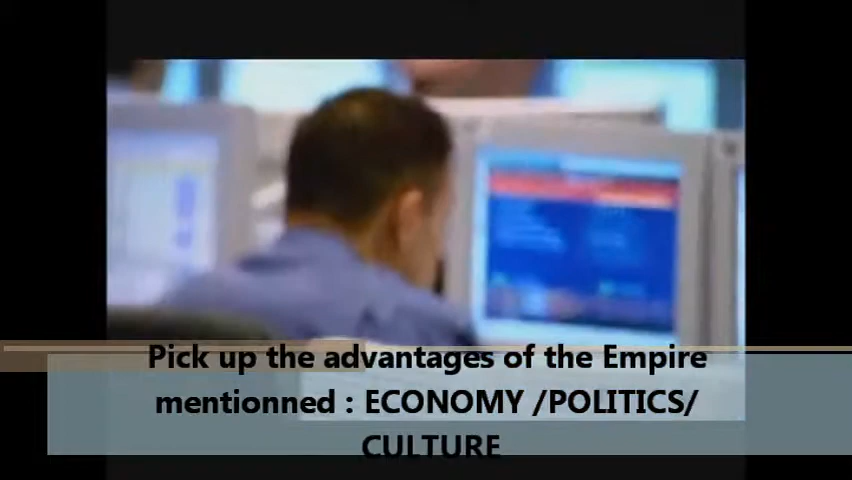 Pick up the advantages of the Empire
mentionned : ECONOMY /POLITICS/
CULTURE